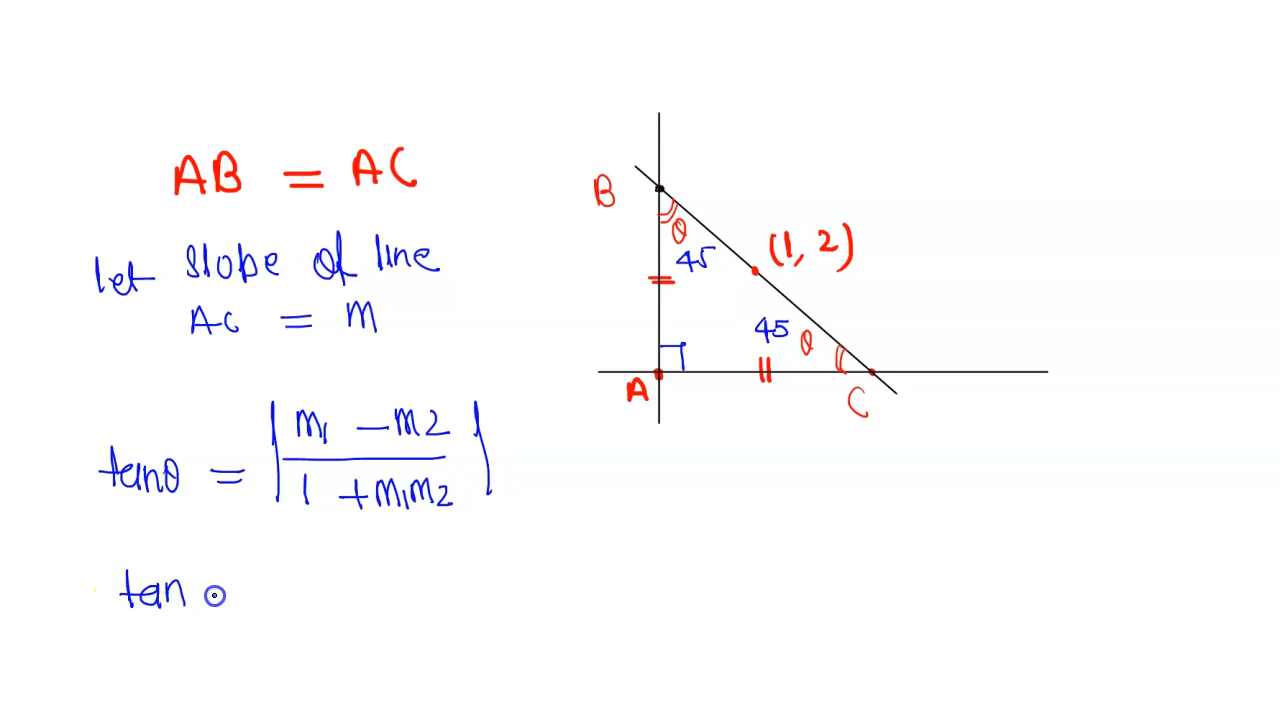 AB = AC
let slope of line
AC = m
tanθ = | m1 - m2 / 1 + m1m2 |
tan
B
θ
45
(1, 2)
45 θ
A
C